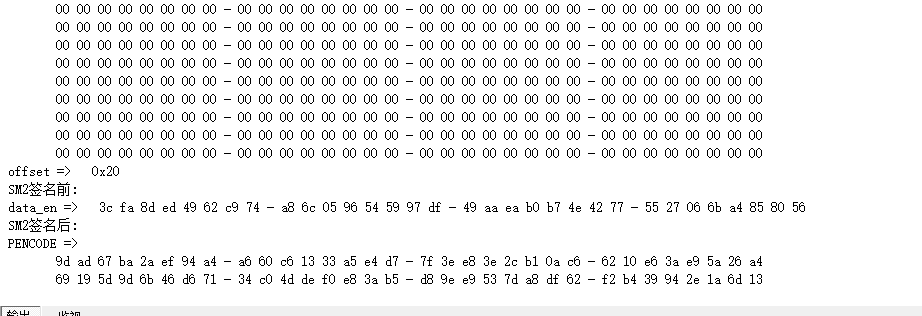 00 00 00 00 00 00 00 00 - 00 00 00 00 00 00 00 00 - 00 00 00 00 00 00 00 00 - 00 00 00 00 00 00 00 00
00 00 00 00 00 00 00 00 - 00 00 00 00 00 00 00 00 - 00 00 00 00 00 00 00 00 - 00 00 00 00 00 00 00 00
00 00 00 00 00 00 00 00 - 00 00 00 00 00 00 00 00 - 00 00 00 00 00 00 00 00 - 00 00 00 00 00 00 00 00
00 00 00 00 00 00 00 00 - 00 00 00 00 00 00 00 00 - 00 00 00 00 00 00 00 00 - 00 00 00 00 00 00 00 00
00 00 00 00 00 00 00 00 - 00 00 00 00 00 00 00 00 - 00 00 00 00 00 00 00 00 - 00 00 00 00 00 00 00 00
00 00 00 00 00 00 00 00 - 00 00 00 00 00 00 00 00 - 00 00 00 00 00 00 00 00 - 00 00 00 00 00 00 00 00
00 00 00 00 00 00 00 00 - 00 00 00 00 00 00 00 00 - 00 00 00 00 00 00 00 00 - 00 00 00 00 00 00 00 00
00 00 00 00 00 00 00 00 - 00 00 00 00 00 00 00 00 - 00 00 00 00 00 00 00 00 - 00 00 00 00 00 00 00 00
00 00 00 00 00 00 00 00 - 00 00 00 00 00 00 00 00 - 00 00 00 00 00 00 00 00 - 00 00 00 00 00 00 00 00
offset => 0x20
SM2签名前:
data_en => 3c fa 8d ed 49 62 c9 74 - a8 6c 05 96 54 59 97 df - 49 aa ea b0 b7 4e 42 77 - 55 27 06 6b a4 85 80 56
SM2签名后:
PENCODE =>
9d ad 67 ba 2a ef 94 a4 - a6 60 c6 13 33 a5 e4 d7 - 7f 3e e8 3e 2c b1 0a c6 - 62 10 e6 3a e9 5a 26 a4
69 19 5d 9d 6b 46 d6 71 - 34 c0 4d de f0 e8 3a b5 - d8 9e e9 53 7d a8 df 62 - f2 b4 39 94 2e 1a 6d 13
输出 监视